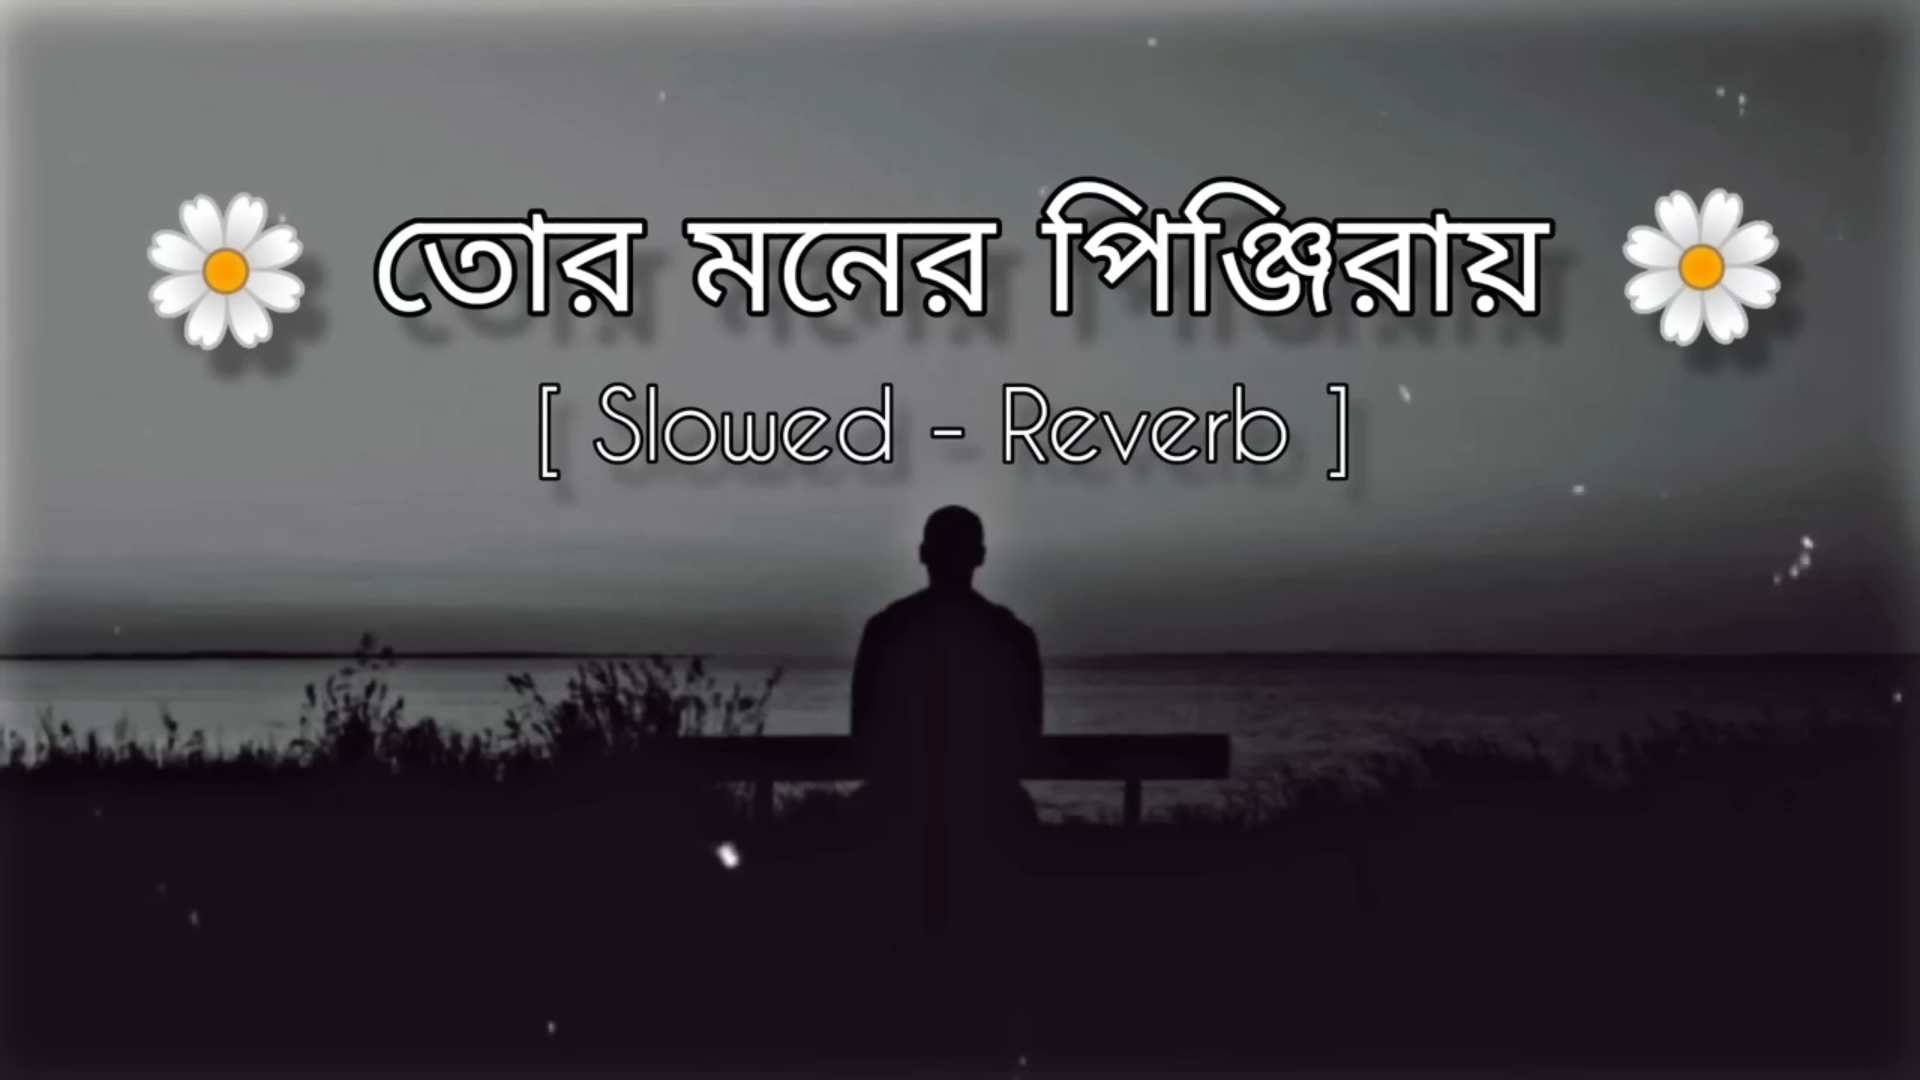 🌼 তোর মনের পিঞ্জিরায় 🌼
[ Slowed - Reverb ]